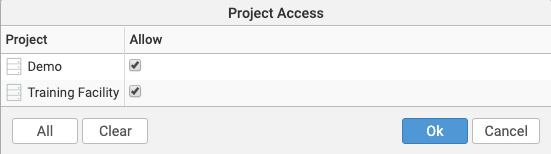 Project Access
Project Allow
Demo
Training Facility
All Clear Ok Cancel